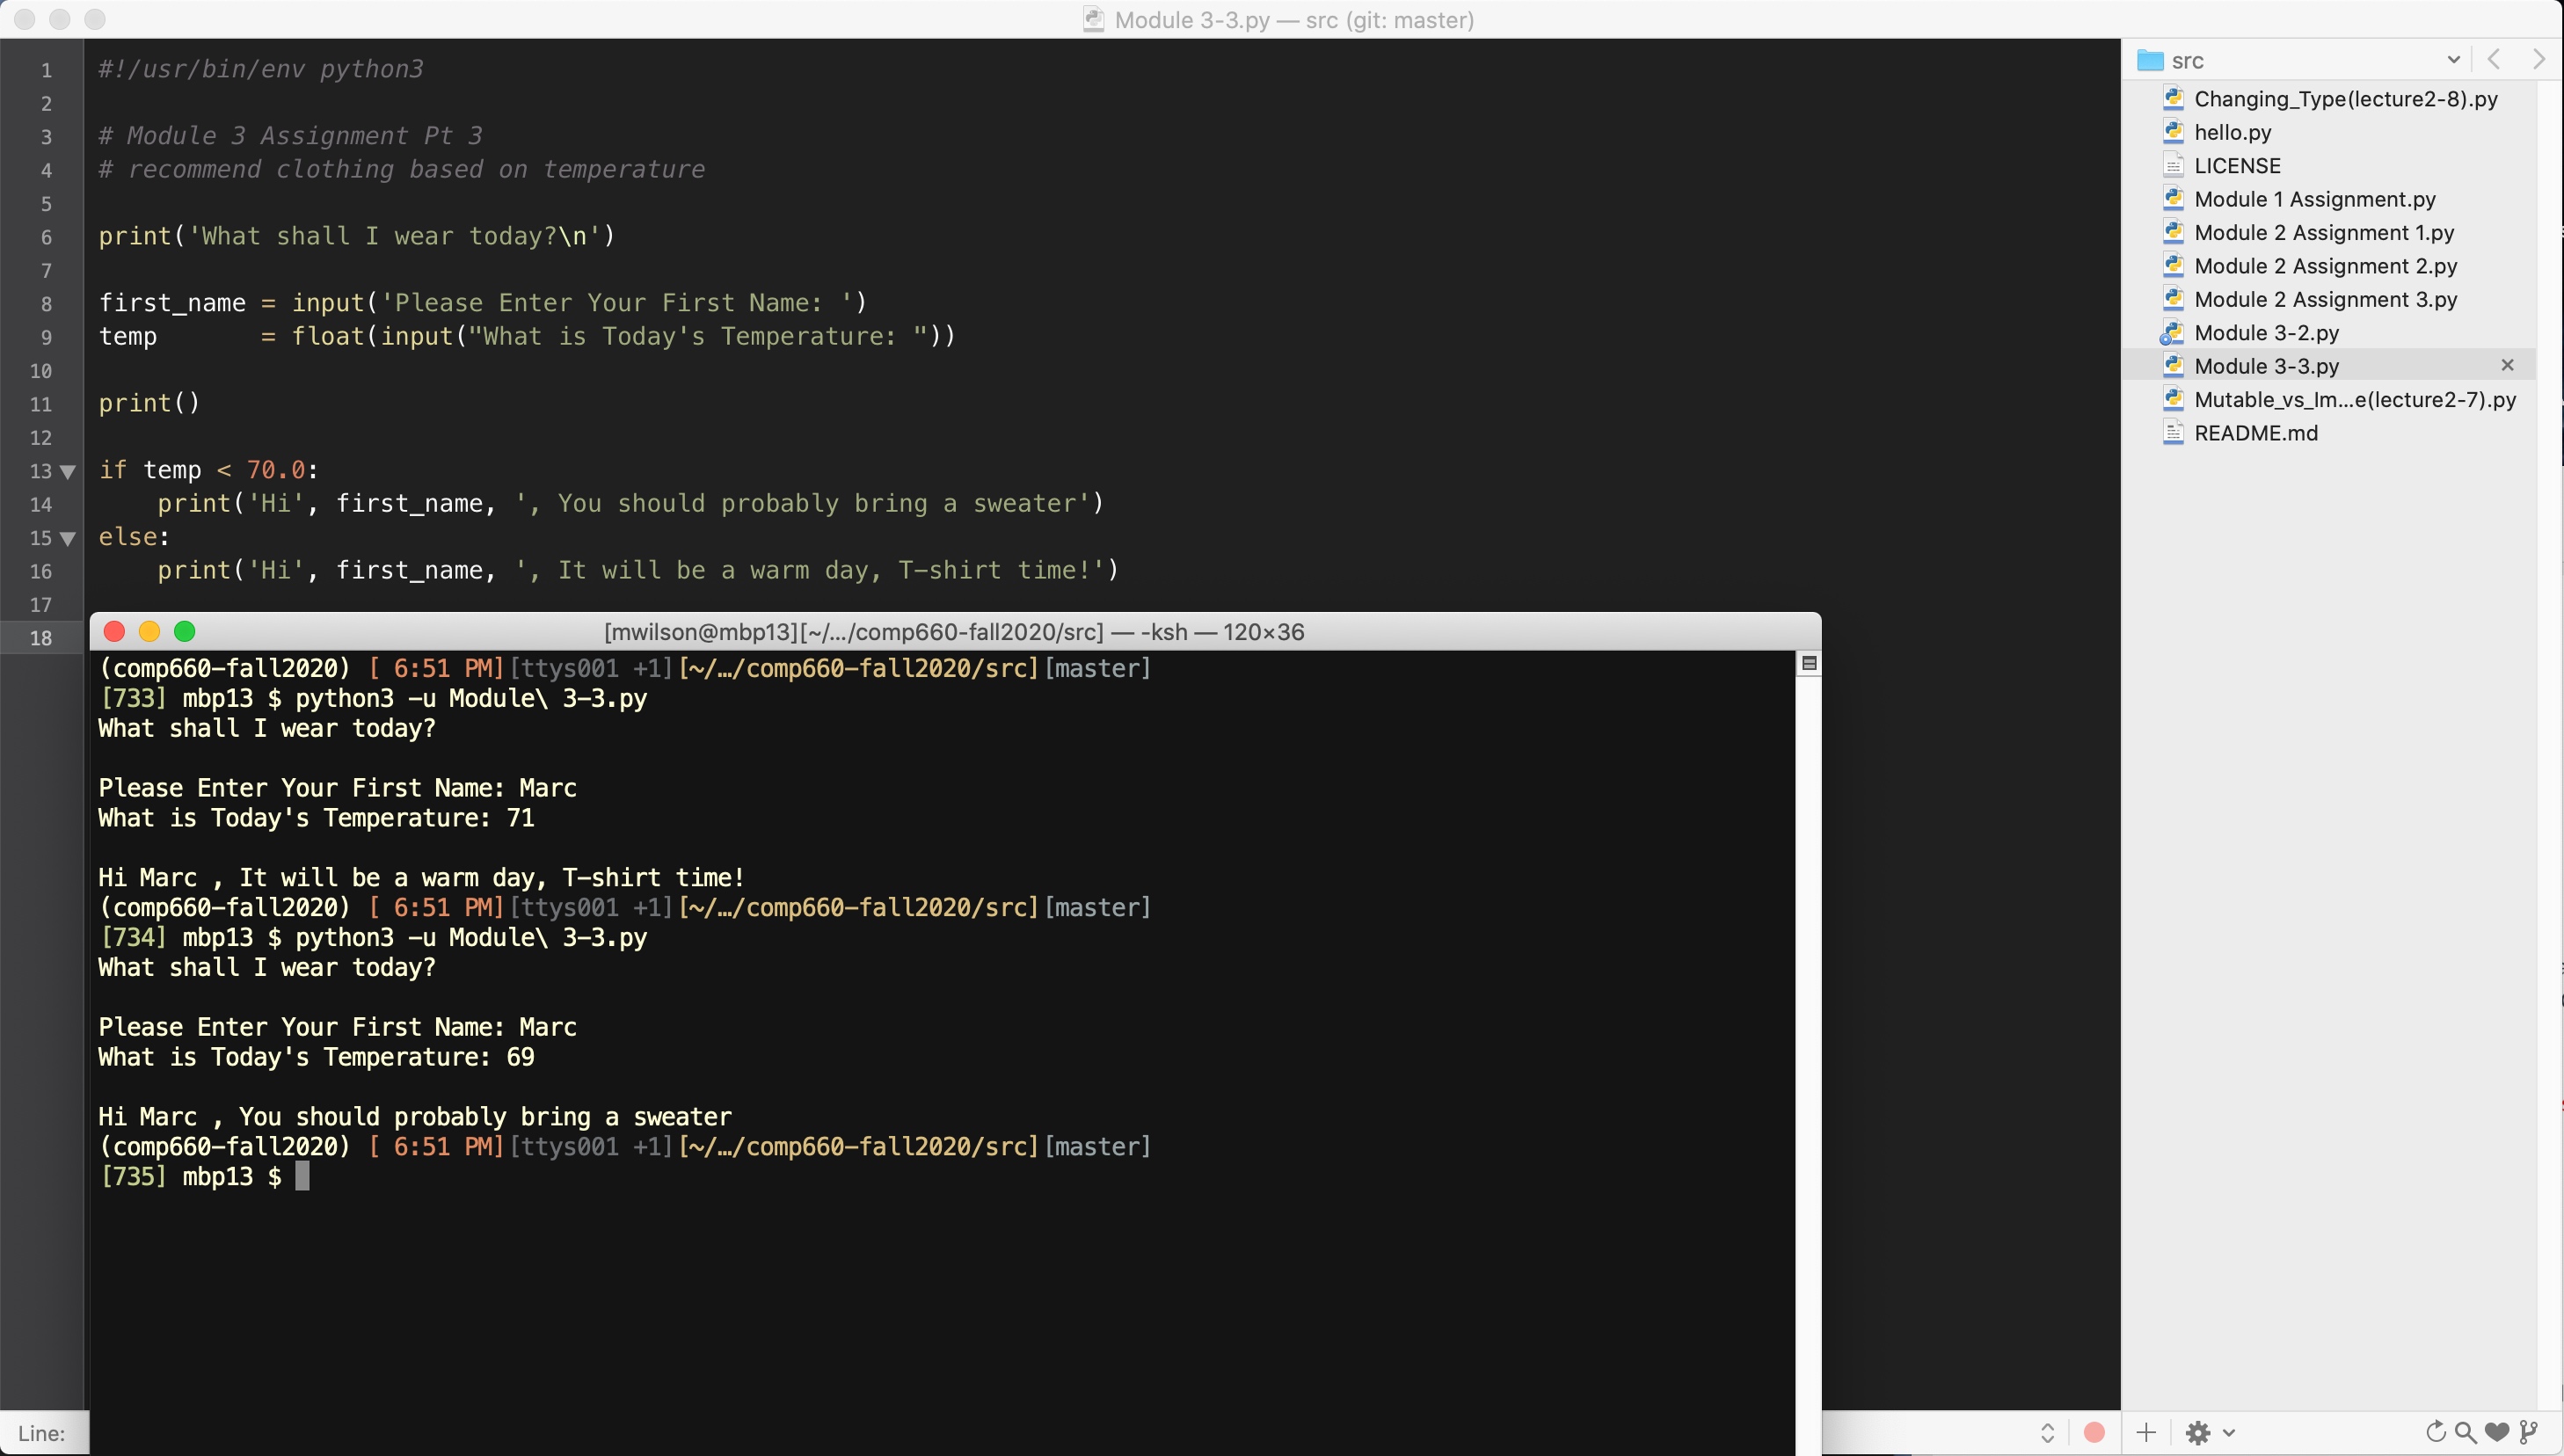 Module 3-3.py — src (git: master)
1 #!/usr/bin/env python3
2
3 # Module 3 Assignment Pt 3
4 # recommend clothing based on temperature
5
6 print('What shall I wear today?\n')
7
8 first_name = input('Please Enter Your First Name: ')
9 temp       = float(input("What is Today's Temperature: "))
10
11 print()
12
13 if temp < 70.0:
14     print('Hi', first_name, ', You should probably bring a sweater')
15 else:
16     print('Hi', first_name, ', It will be a warm day, T-shirt time!')
17
18
[mwilson@mbp13][~/.../comp660-fall2020/src] — -ksh — 120×36
(comp660-fall2020) [ 6:51 PM][ttys001 +1][~/…/comp660-fall2020/src][master]
[733] mbp13 $ python3 -u Module\ 3-3.py
What shall I wear today?
Please Enter Your First Name: Marc
What is Today's Temperature: 71
Hi Marc , It will be a warm day, T-shirt time!
(comp660-fall2020) [ 6:51 PM][ttys001 +1][~/…/comp660-fall2020/src][master]
[734] mbp13 $ python3 -u Module\ 3-3.py
What shall I wear today?
Please Enter Your First Name: Marc
What is Today's Temperature: 69
Hi Marc , You should probably bring a sweater
(comp660-fall2020) [ 6:51 PM][ttys001 +1][~/…/comp660-fall2020/src][master]
[735] mbp13 $
Line:
src
Changing_Type(lecture2-8).py
hello.py
LICENSE
Module 1 Assignment.py
Module 2 Assignment 1.py
Module 2 Assignment 2.py
Module 2 Assignment 3.py
Module 3-2.py
Module 3-3.py
Mutable_vs_Im...e(lecture2-7).py
README.md